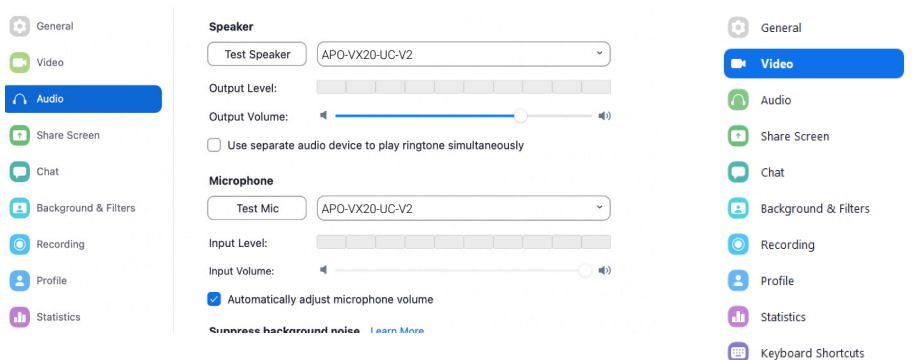 General
Video
Audio
Share Screen
Chat
Background & Filters
Recording
Profile
Statistics
Speaker
Test Speaker APO-VX20-UC-V2
Output Level:
Output Volume:
Use separate audio device to play ringtone simultaneously
Microphone
Test Mic APO-VX20-UC-V2
Input Level:
Input Volume:
Automatically adjust microphone volume
Suppress background noise Learn More
General
Video
Audio
Share Screen
Chat
Background & Filters
Recording
Profile
Statistics
Keyboard Shortcuts